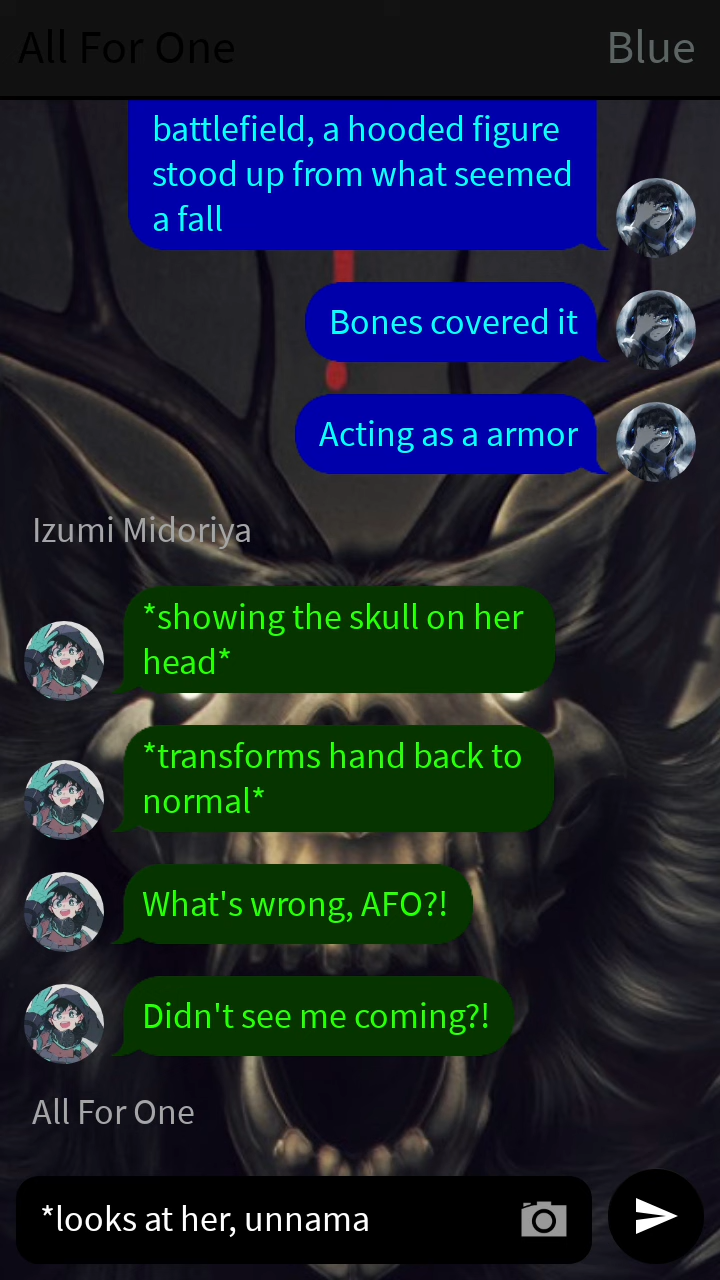 All For One
Blue
battlefield, a hooded figure
stood up from what seemed
a fall
Bones covered it
Acting as a armor
Izumi Midoriya
*showing the skull on her
head*
*transforms hand back to
normal*
What's wrong, AFO?!
Didn't see me coming?!
All For One
*looks at her, unnama